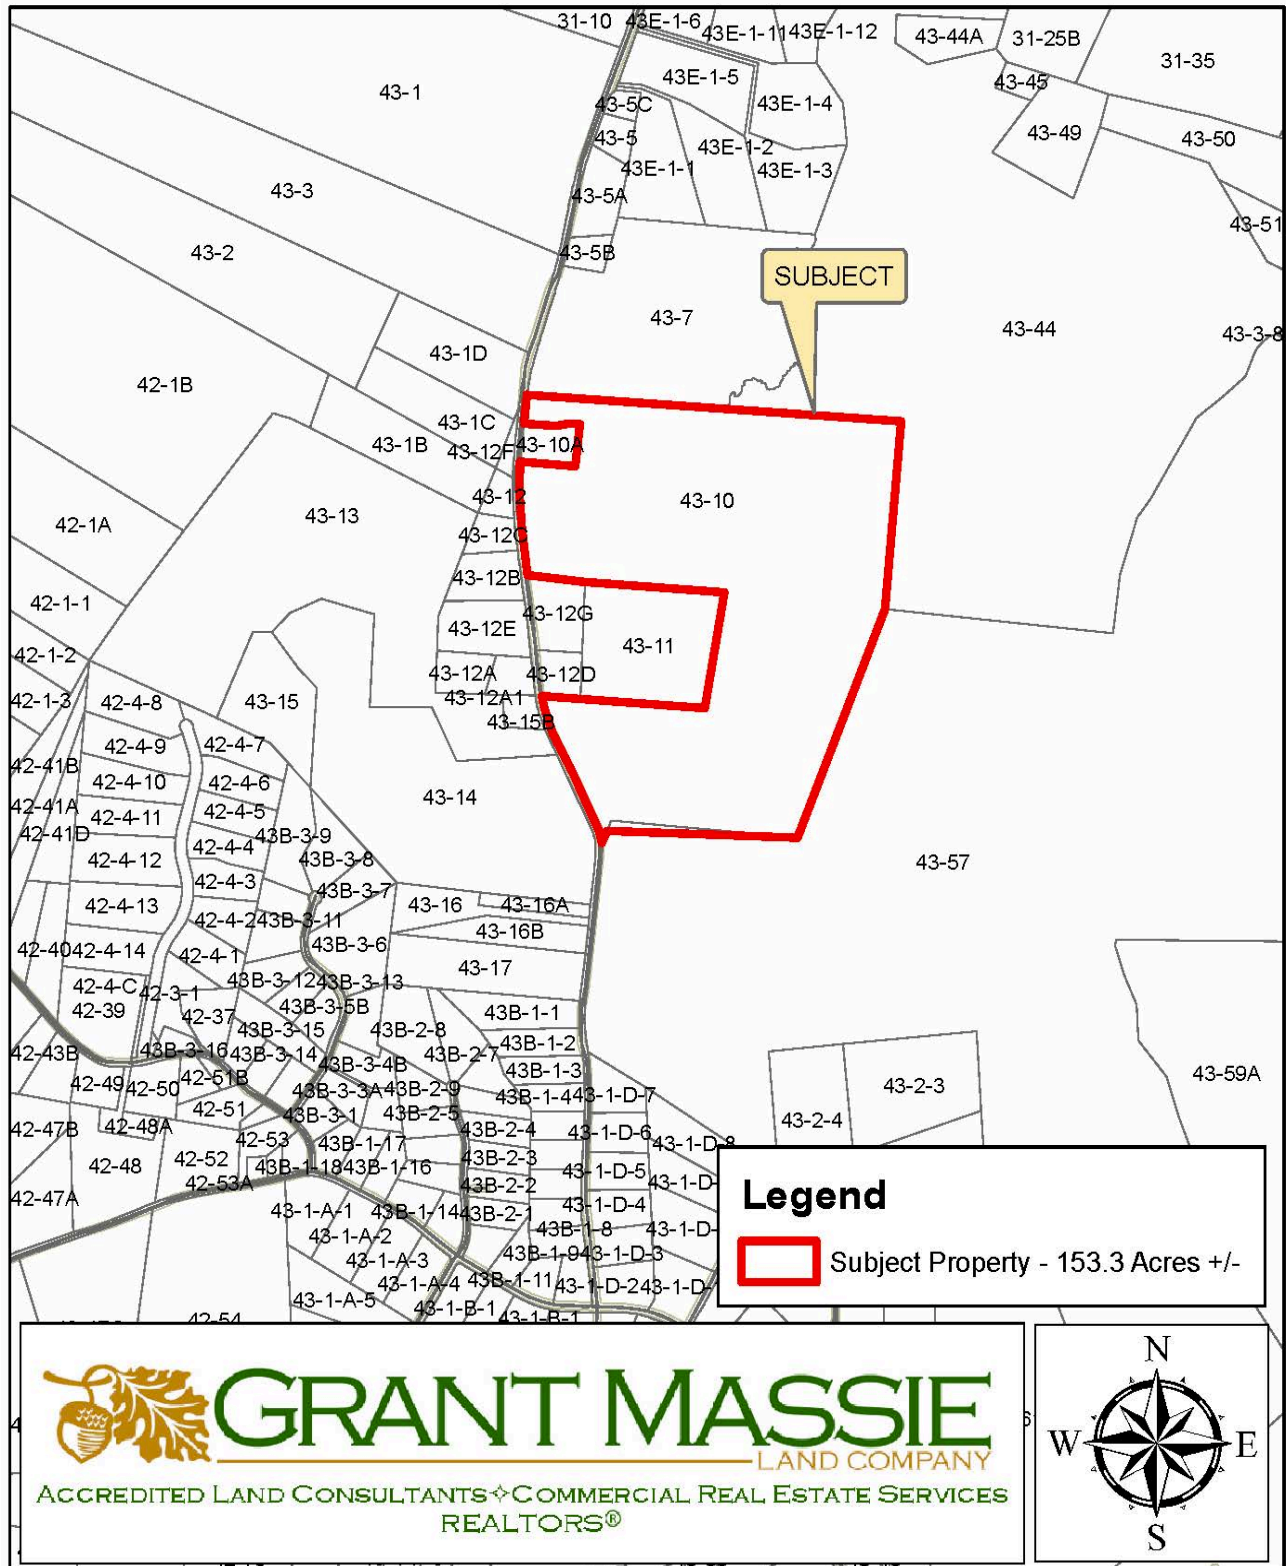 31-10
43E-1-6
43E-1-11
43E-1-12
43-44A
31-25B
31-35
43-1
43E-1-5
43-45
43-5C
43E-1-4
43-5
43-49
43-50
43E-1-2
43E-1-1
43E-1-3
43-3
43-5A
43-51
43-2
43-5B
SUBJECT
43-7
43-44
43-3-8
43-1D
42-1B
43-1C
43-1B
43-12F
43-10A
43-12
43-10
43-13
42-1A
43-12C
43-12B
42-1-1
43-12G
43-12E
43-11
42-1-2
43-12A
43-12D
42-1-3
42-4-8
43-15
43-12A1
43-15B
42-4-9
42-4-7
42-41B
42-4-10
42-4-6
43-14
42-41A
42-4-11
42-4-5
42-41D
43B-3-9
42-4-4
42-4-12
43B-3-8
43-57
42-4-3
43B-3-7
42-4-13
43-16
43-16A
42-4-2
43B-3-11
43-16B
42-40
42-4-14
42-4-1
43B-3-6
43-17
42-4-C
42-3-1
43B-3-12
43B-3-13
42-39
42-37
43B-3-5B
43B-1-1
43B-3-15
43B-2-8
43B-1-2
42-43B
43B-3-16
43B-3-14
43B-2-7
43B-3-4B
43B-1-3
43-59A
42-49
42-50
42-51B
43B-3-3A
43B-2-9
43B-1-4
43-1-D-7
43-2-3
42-51
43B-3-1
43B-2-5
43-2-4
42-47B
42-48A
42-53
43B-1-17
43B-2-4
43-1-D-6
43-1-D-8
42-48
42-52
43B-1-18
43B-1-16
43B-2-3
43-1-D-5
42-47A
42-53A
43B-2-2
43-1-D-
43-1-A-1
43B-1-14
43B-2-1
43-1-D-4
43-1-A-2
43B-1-8
43-1-D-
43-1-A-3
43B-1-9
43-1-D-3
43-1-A-4
43B-1-11
43-1-D-2
43-1-D-
43-1-A-5
43-1-B-1
43-1-B-1
42-54
Legend
Subject Property - 153.3 Acres +/-
GRANT MASSIE
LAND COMPANY
ACCREDITED LAND CONSULTANTS✧COMMERCIAL REAL ESTATE SERVICES
REALTORS®
N
W
E
S